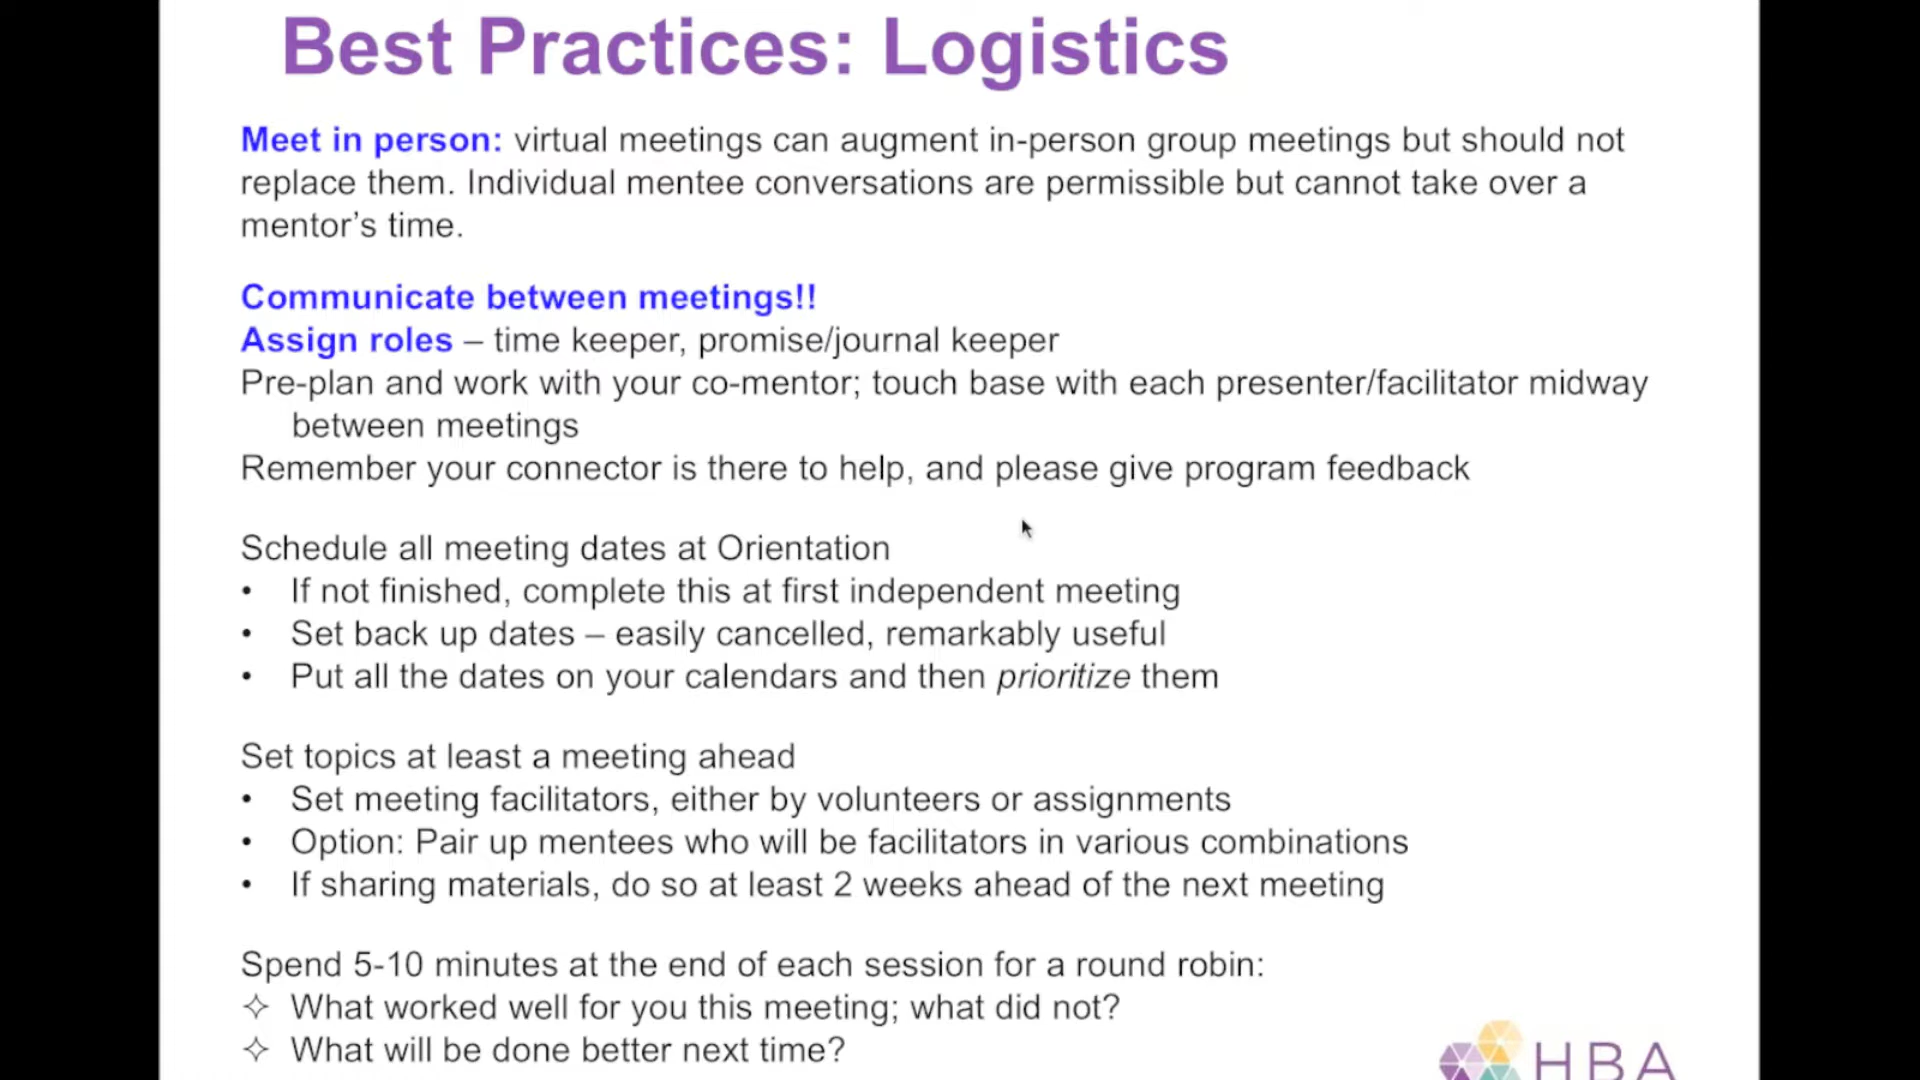 Best Practices: Logistics
Meet in person: virtual meetings can augment in-person group meetings but should not
replace them. Individual mentee conversations are permissible but cannot take over a
mentor’s time.
Communicate between meetings!!
Assign roles – time keeper, promise/journal keeper
Pre-plan and work with your co-mentor; touch base with each presenter/facilitator midway
between meetings
Remember your connector is there to help, and please give program feedback
Schedule all meeting dates at Orientation
• If not finished, complete this at first independent meeting
• Set back up dates – easily cancelled, remarkably useful
• Put all the dates on your calendars and then prioritize them
Set topics at least a meeting ahead
• Set meeting facilitators, either by volunteers or assignments
• Option: Pair up mentees who will be facilitators in various combinations
• If sharing materials, do so at least 2 weeks ahead of the next meeting
Spend 5-10 minutes at the end of each session for a round robin:
✧ What worked well for you this meeting; what did not?
✧ What will be done better next time?
HBA